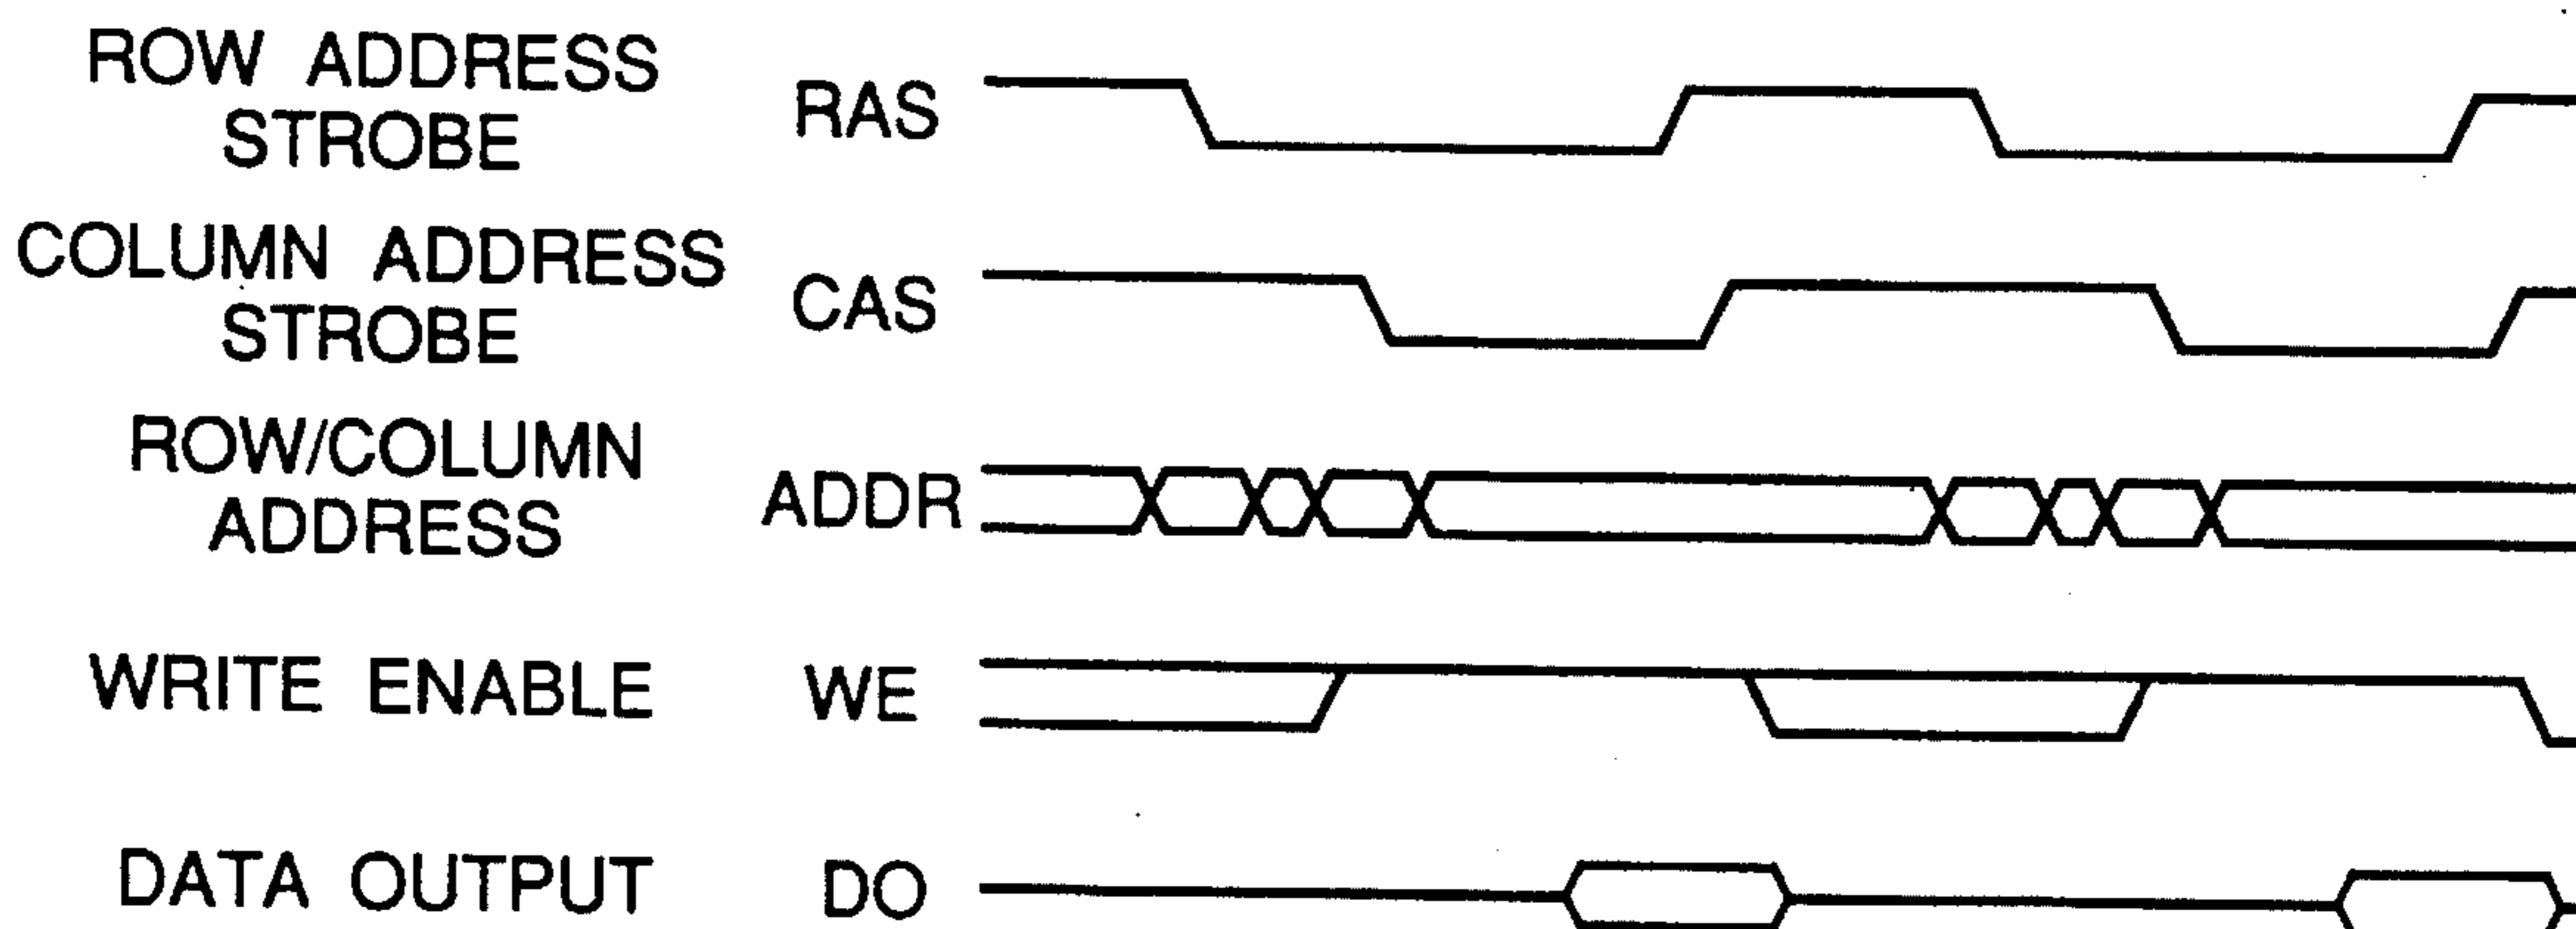 ROW ADDRESS
STROBE
RAS
COLUMN ADDRESS
STROBE
CAS
ROW/COLUMN
ADDRESS
ADDR
WRITE ENABLE
WE
DATA OUTPUT
DO